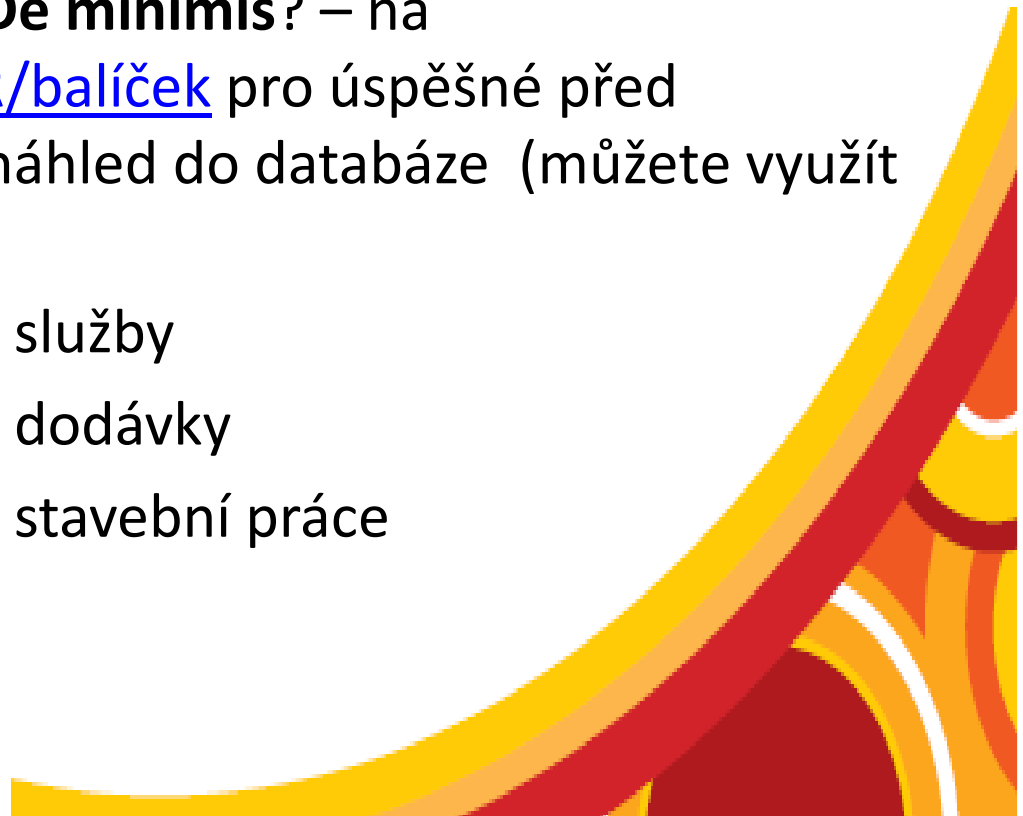 De minimis? – na
/balíček pro úspěšné před
náhled do databáze (můžete využít
služby
dodávky
stavební práce